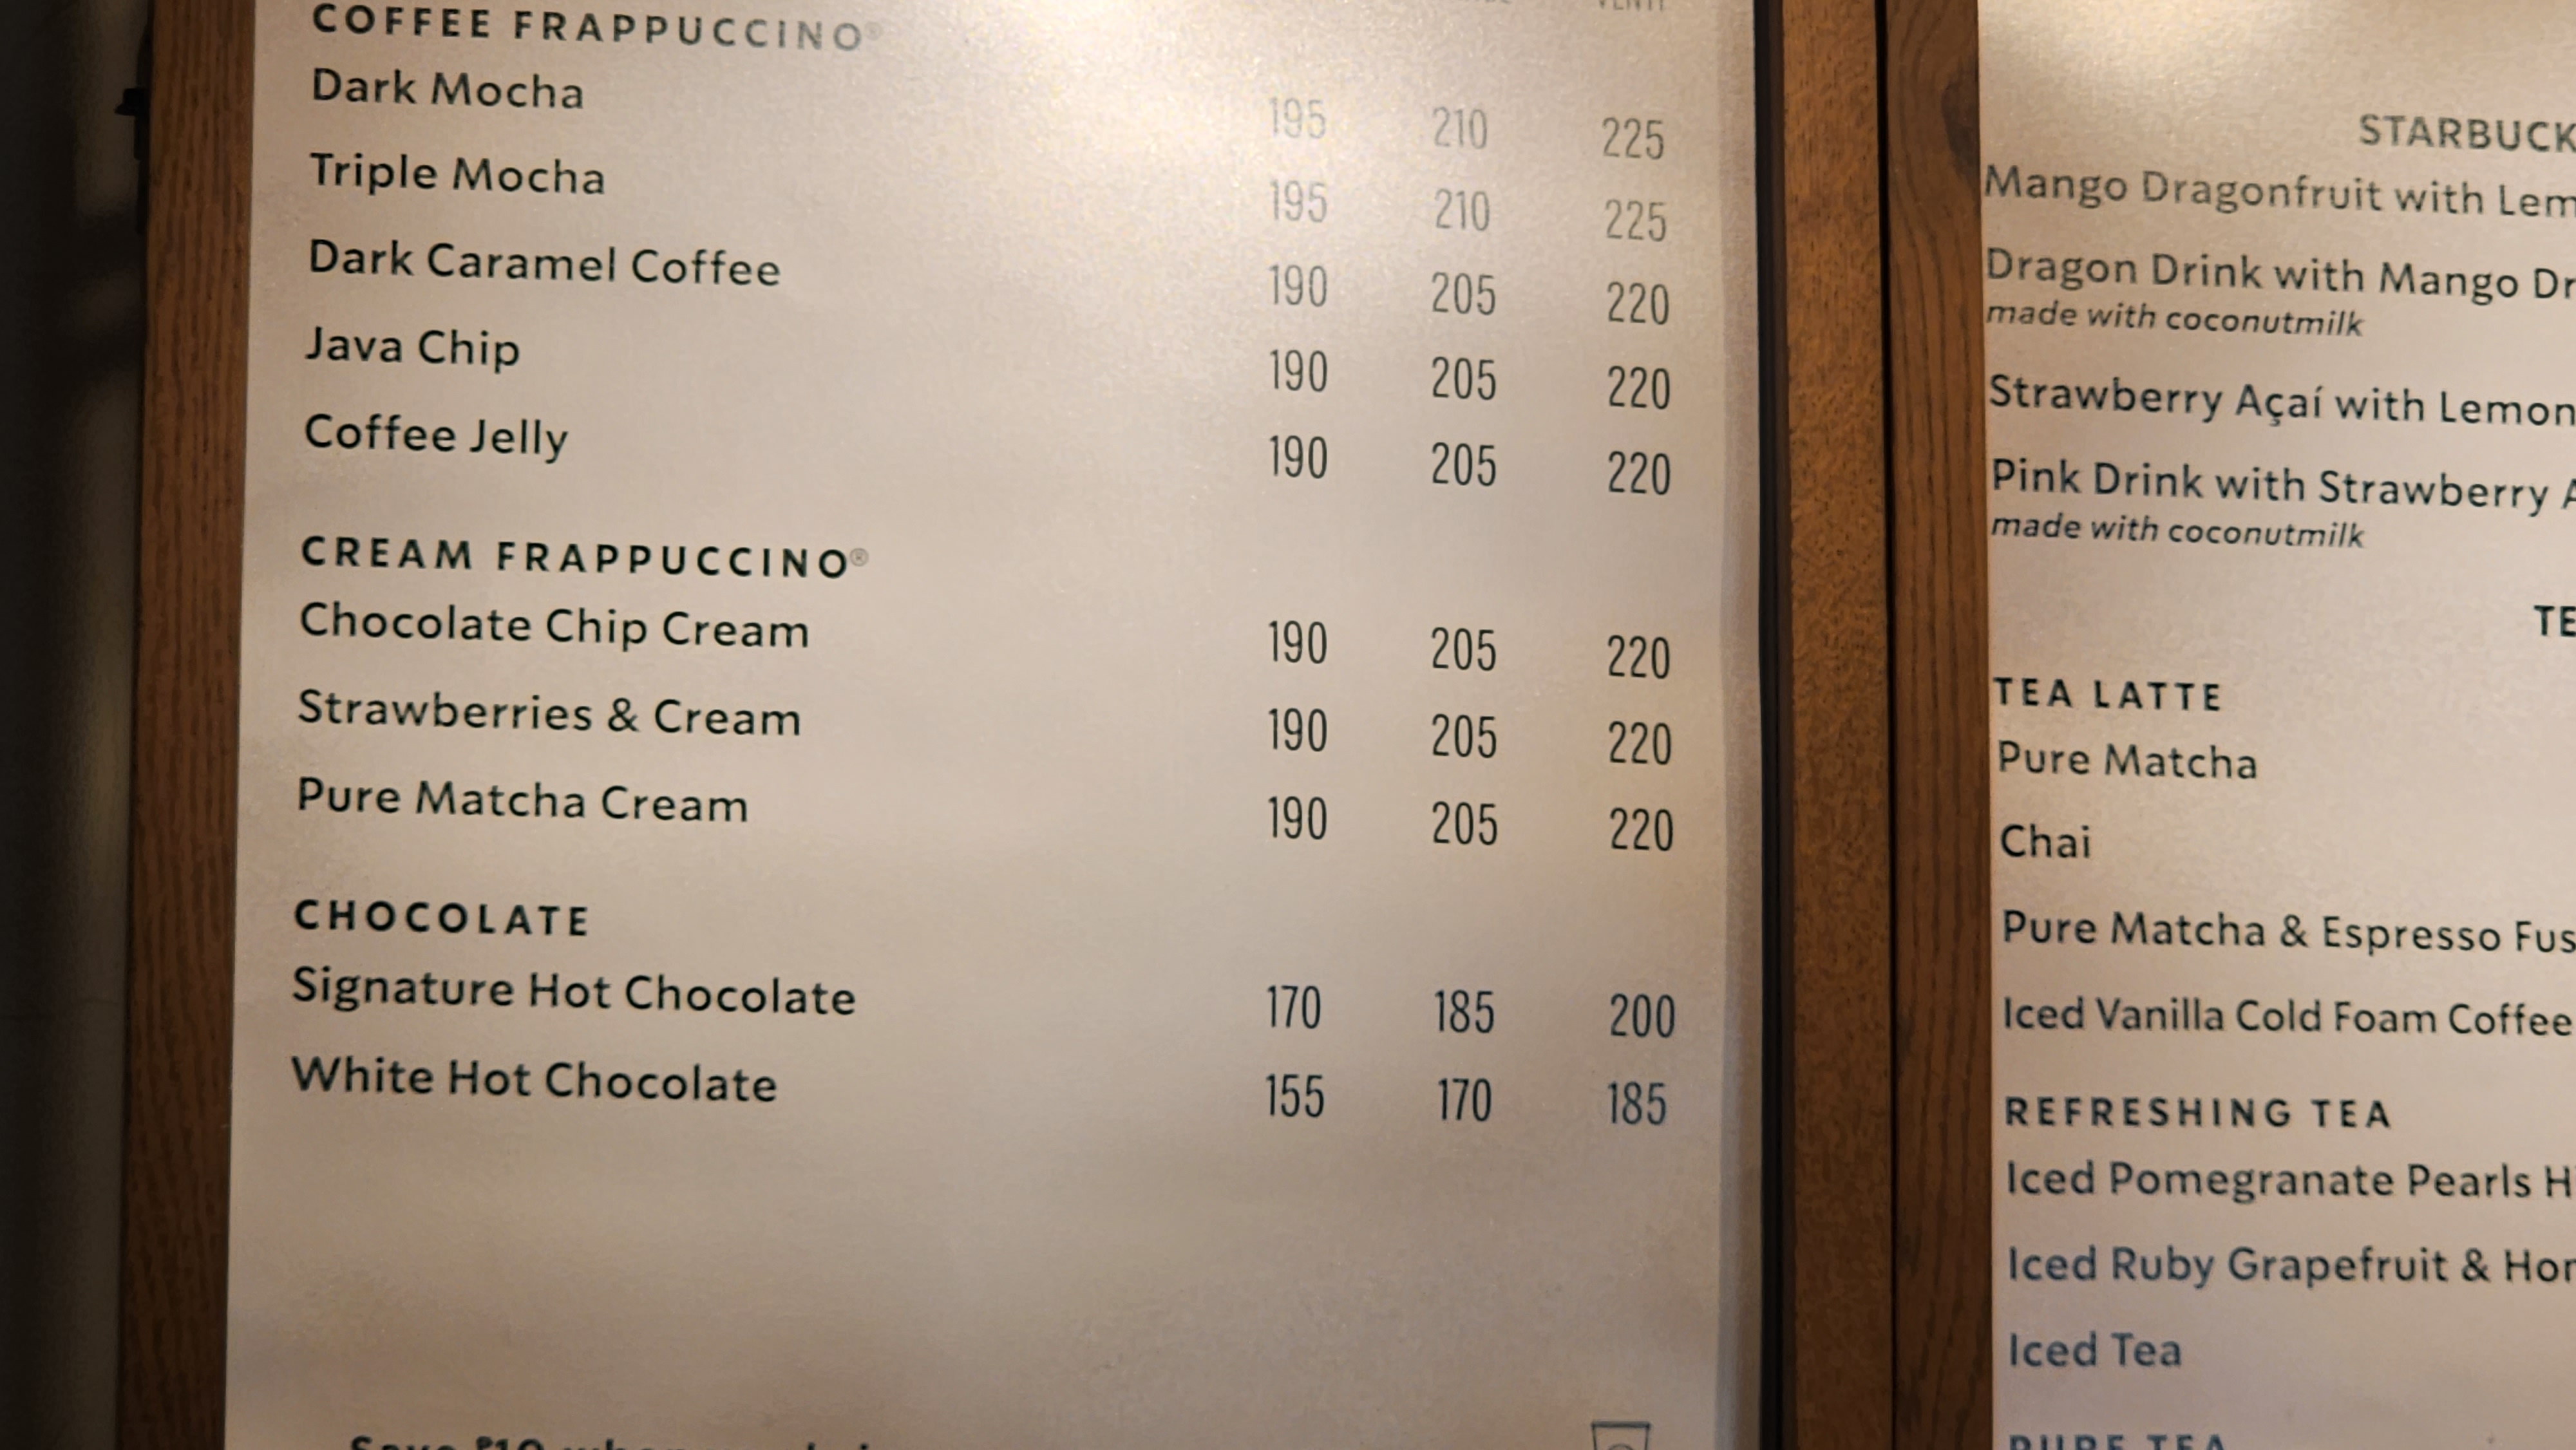 VENTI
COFFEE FRAPPUCCINO®
Dark Mocha 195 210 225
Triple Mocha 195 210 225
Dark Caramel Coffee 190 205 220
Java Chip 190 205 220
Coffee Jelly 190 205 220
CREAM FRAPPUCCINO®
Chocolate Chip Cream 190 205 220
Strawberries & Cream 190 205 220
Pure Matcha Cream 190 205 220
CHOCOLATE
Signature Hot Chocolate 170 185 200
White Hot Chocolate 155 170 185
STARBUCK
Mango Dragonfruit with Lem
Dragon Drink with Mango Dr
made with coconutmilk
Strawberry Açaí with Lemon
Pink Drink with Strawberry A
made with coconutmilk
TE
TEA LATTE
Pure Matcha
Chai
Pure Matcha & Espresso Fus
Iced Vanilla Cold Foam Coffee
REFRESHING TEA
Iced Pomegranate Pearls H
Iced Ruby Grapefruit & Hon
Iced Tea
PURE TEA